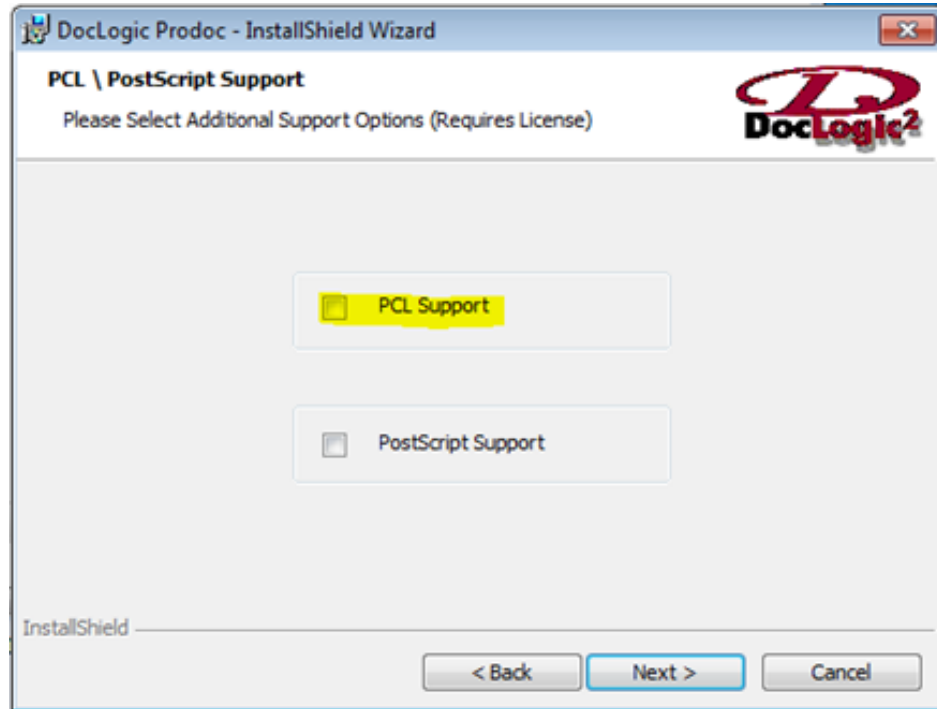 DocLogic Prodoc - InstallShield Wizard
PCL \ PostScript Support
Please Select Additional Support Options (Requires License)
DocLogic2
PCL Support
PostScript Support
InstallShield
< Back
Next >
Cancel